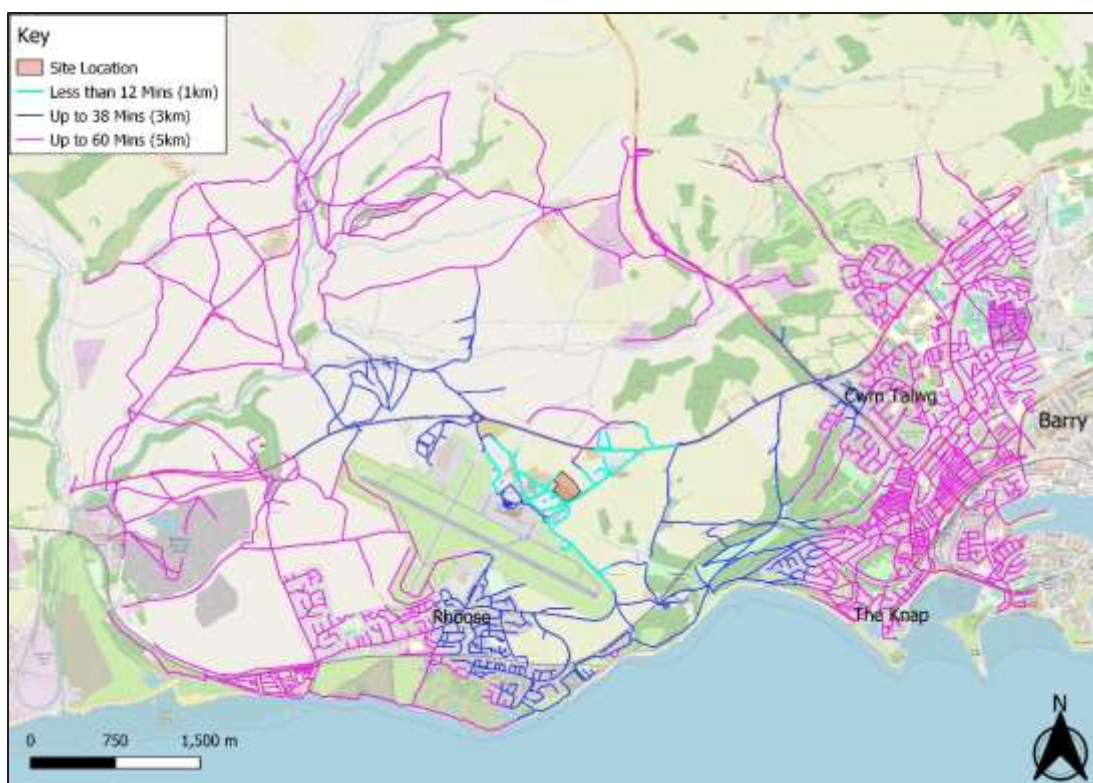 Key
Site Location
Less than 12 Mins (1km)
Up to 38 Mins (3km)
Up to 60 Mins (5km)
Cwm Talwg
Barry
Rhoose
The Knap
N
0 750 1,500 m